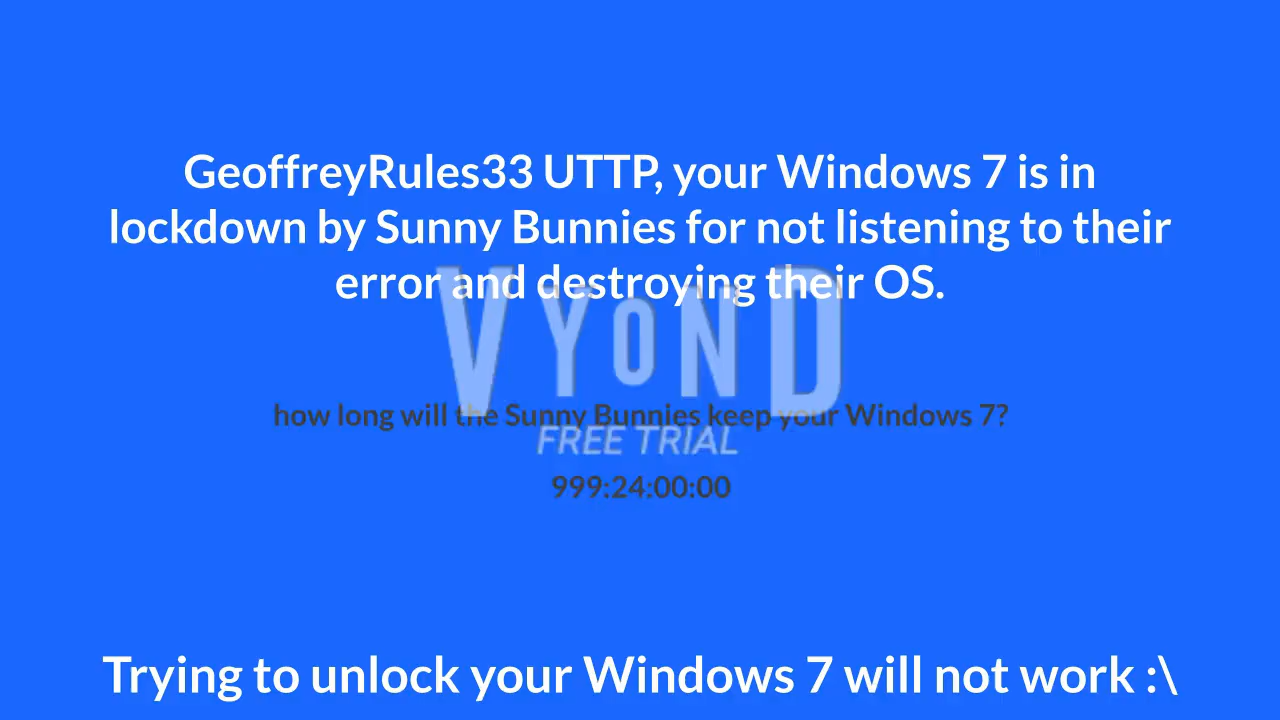 GeoffreyRules33 UTTP, your Windows 7 is in
lockdown by Sunny Bunnies for not listening to their
error and destroying their OS.
VYOND
how long will the Sunny Bunnies keep your Windows 7?
FREE TRIAL
999:24:00:00
Trying to unlock your Windows 7 will not work :\